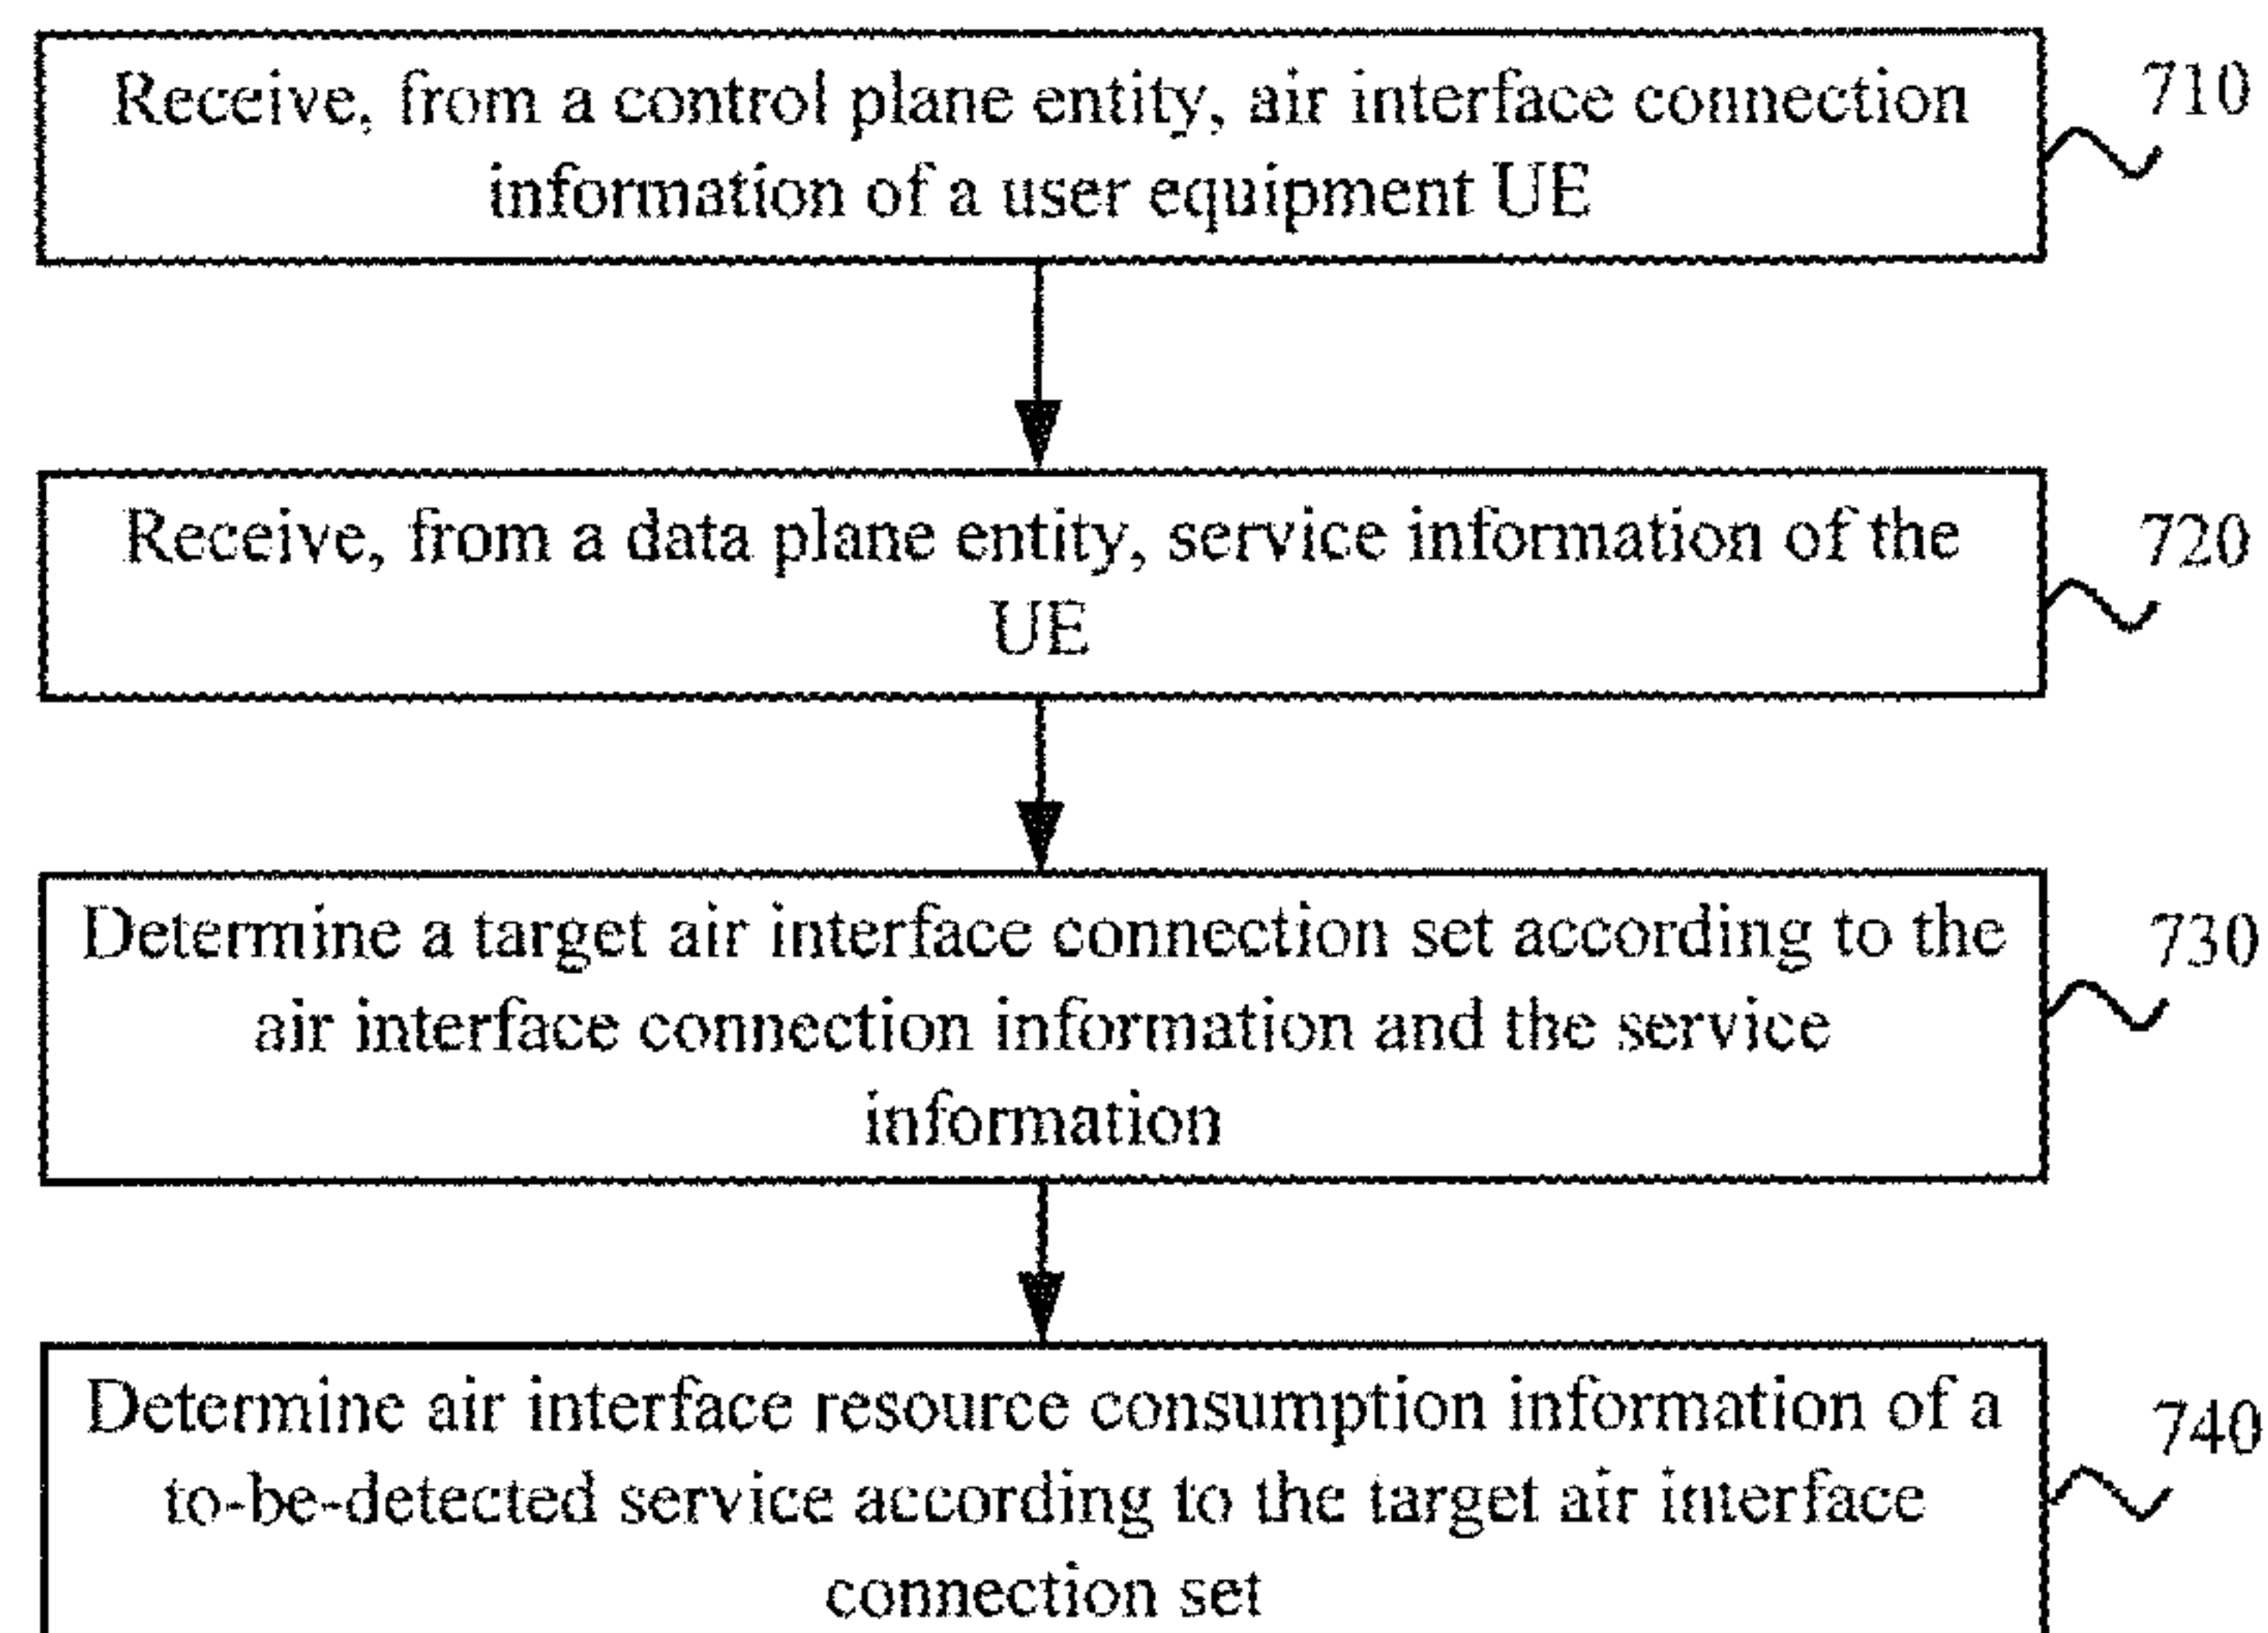 Receive, from a control plane entity, air interface connection
information of a user equipment UE
710
Receive, from a data plane entity, service information of the
UE
720
Determine a target air interface connection set according to the
air interface connection information and the service
information
730
Determine air interface resource consumption information of a
to-be-detected service according to the target air interface
connection set
740